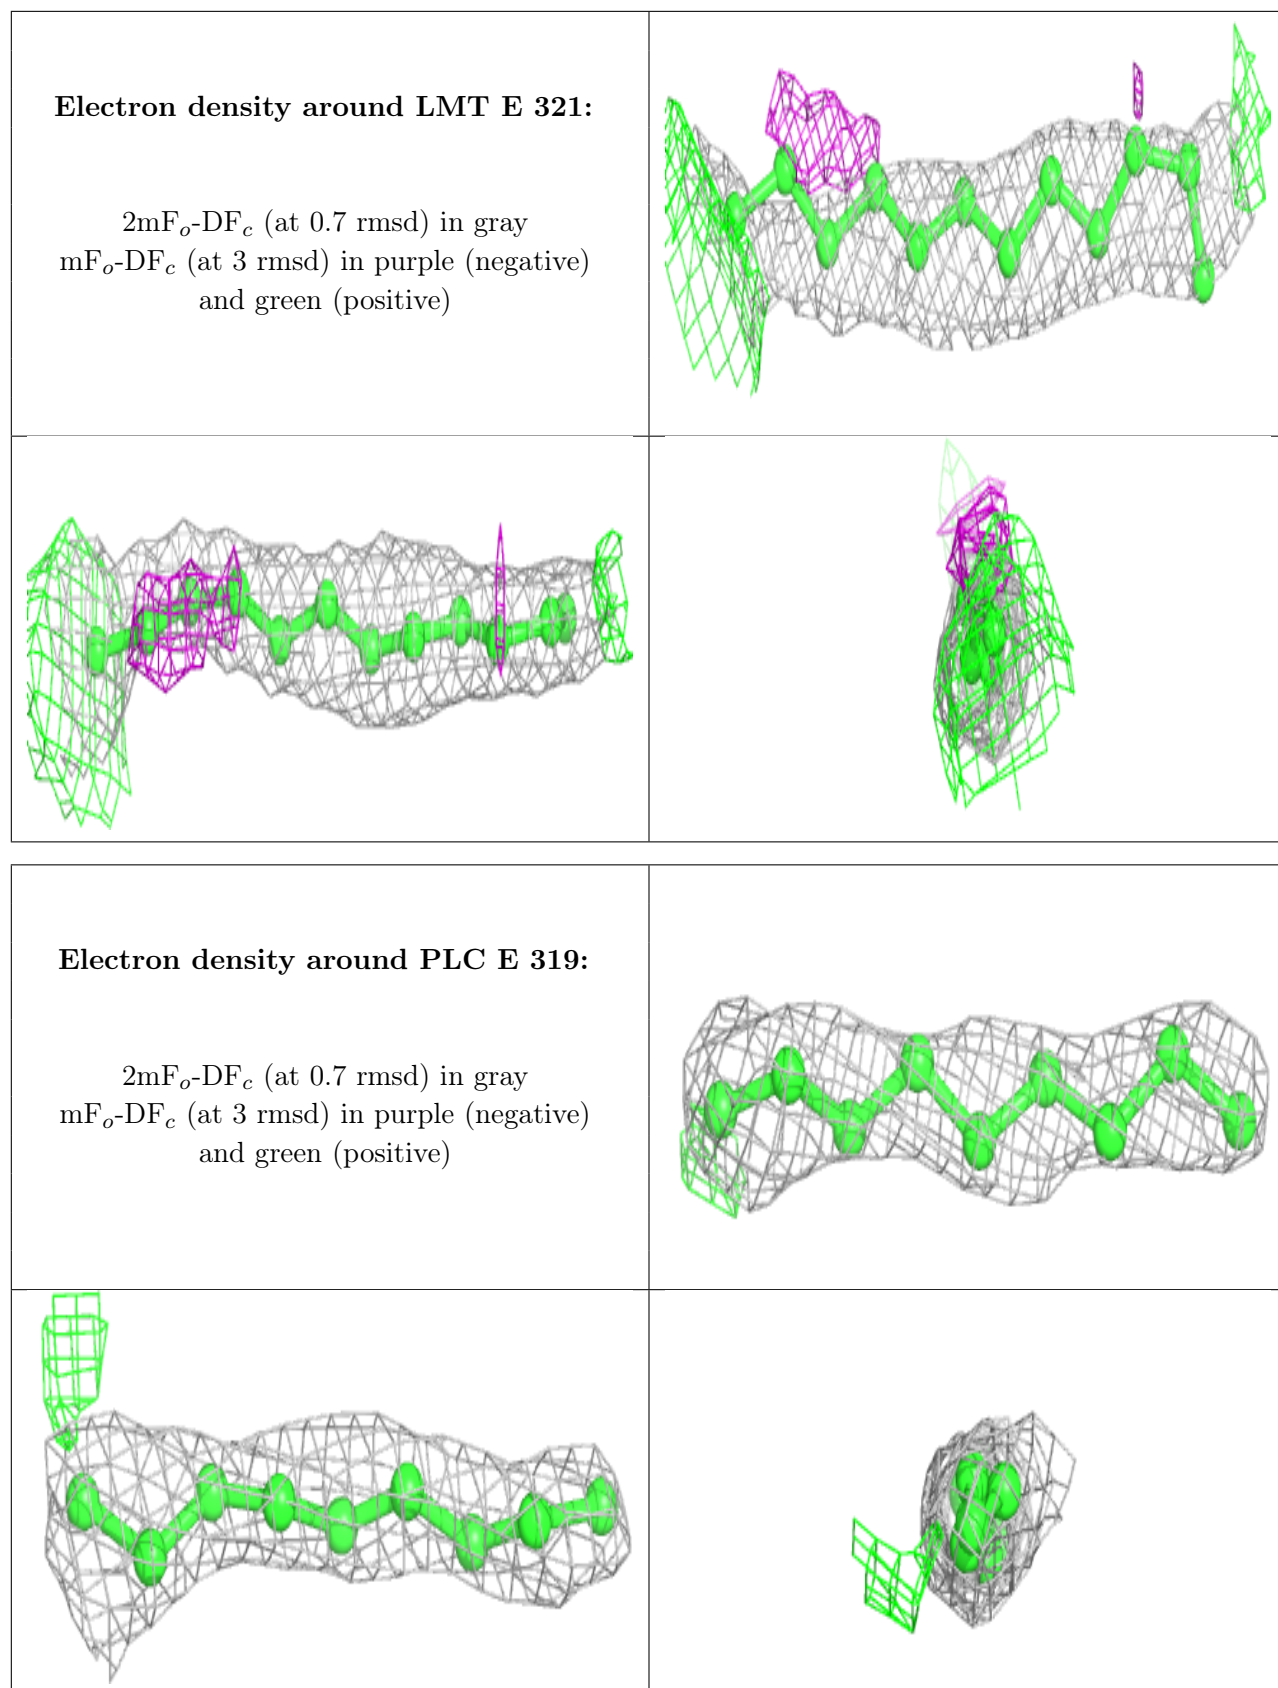 Electron density around LMT E 321:
2mFₒ-DF𝒸 (at 0.7 rmsd) in gray
mFₒ-DF𝒸 (at 3 rmsd) in purple (negative)
and green (positive)
Electron density around PLC E 319:
2mFₒ-DF𝒸 (at 0.7 rmsd) in gray
mFₒ-DF𝒸 (at 3 rmsd) in purple (negative)
and green (positive)